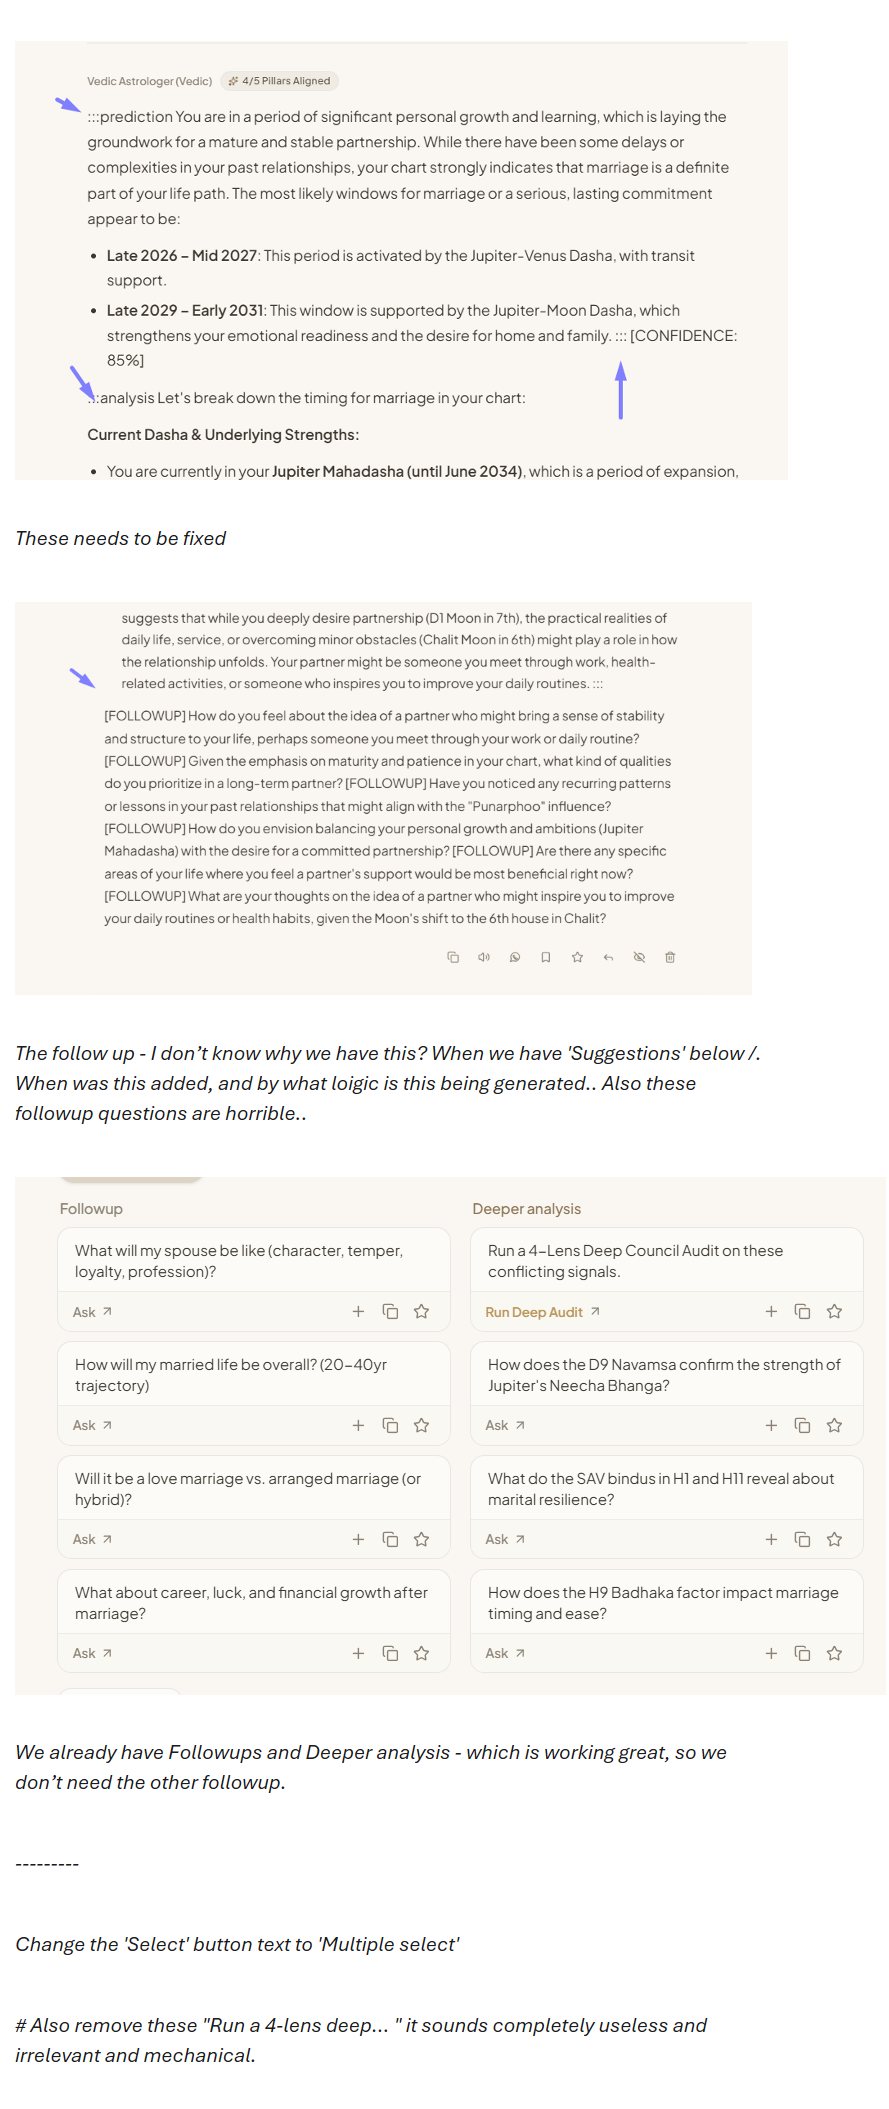 Vedic Astrologer (Vedic) 4/5 Pillars Aligned
:::prediction You are in a period of significant personal growth and learning, which is laying the
groundwork for a mature and stable partnership. While there have been some delays or
complexities in your past relationships, your chart strongly indicates that marriage is a definite
part of your life path. The most likely windows for marriage or a serious, lasting commitment
appear to be:
• Late 2026 – Mid 2027: This period is activated by the Jupiter-Venus Dasha, with transit
support.
• Late 2029 – Early 2031: This window is supported by the Jupiter-Moon Dasha, which
strengthens your emotional readiness and the desire for home and family. ::: [CONFIDENCE:
85%]
:::analysis Let's break down the timing for marriage in your chart:
Current Dasha & Underlying Strengths:
• You are currently in your Jupiter Mahadasha (until June 2034), which is a period of expansion,
These needs to be fixed
suggests that while you deeply desire partnership (D1 Moon in 7th), the practical realities of
daily life, service, or overcoming minor obstacles (Chalit Moon in 6th) might play a role in how
the relationship unfolds. Your partner might be someone you meet through work, health-
related activities, or someone who inspires you to improve your daily routines. :::
[FOLLOWUP] How do you feel about the idea of a partner who might bring a sense of stability
and structure to your life, perhaps someone you meet through your work or daily routine?
[FOLLOWUP] Given the emphasis on maturity and patience in your chart, what kind of qualities
do you prioritize in a long-term partner? [FOLLOWUP] Have you noticed any recurring patterns
or lessons in your past relationships that might align with the "Punarphoo" influence?
[FOLLOWUP] How do you envision balancing your personal growth and ambitions (Jupiter
Mahadasha) with the desire for a committed partnership? [FOLLOWUP] Are there any specific
areas of your life where you feel a partner's support would be most beneficial right now?
[FOLLOWUP] What are your thoughts on the idea of a partner who might inspire you to improve
your daily routines or health habits, given the Moon's shift to the 6th house in Chalit?
The follow up - I don’t know why we have this? When we have 'Suggestions' below /.
When was this added, and by what loigic is this being generated.. Also these
followup questions are horrible..
Followup
What will my spouse be like (character, temper,
loyalty, profession)?
Ask
How will my married life be overall? (20–40yr
trajectory)
Ask
Will it be a love marriage vs. arranged marriage (or
hybrid)?
Ask
What about career, luck, and financial growth after
marriage?
Ask
Deeper analysis
Run a 4–Lens Deep Council Audit on these
conflicting signals.
Run Deep Audit
How does the D9 Navamsa confirm the strength of
Jupiter's Neecha Bhanga?
Ask
What do the SAV bindus in H1 and H11 reveal about
marital resilience?
Ask
How does the H9 Badhaka factor impact marriage
timing and ease?
Ask
We already have Followups and Deeper analysis - which is working great, so we
don’t need the other followup.
---------
Change the 'Select' button text to 'Multiple select'
# Also remove these "Run a 4-lens deep... " it sounds completely useless and
irrelevant and mechanical.